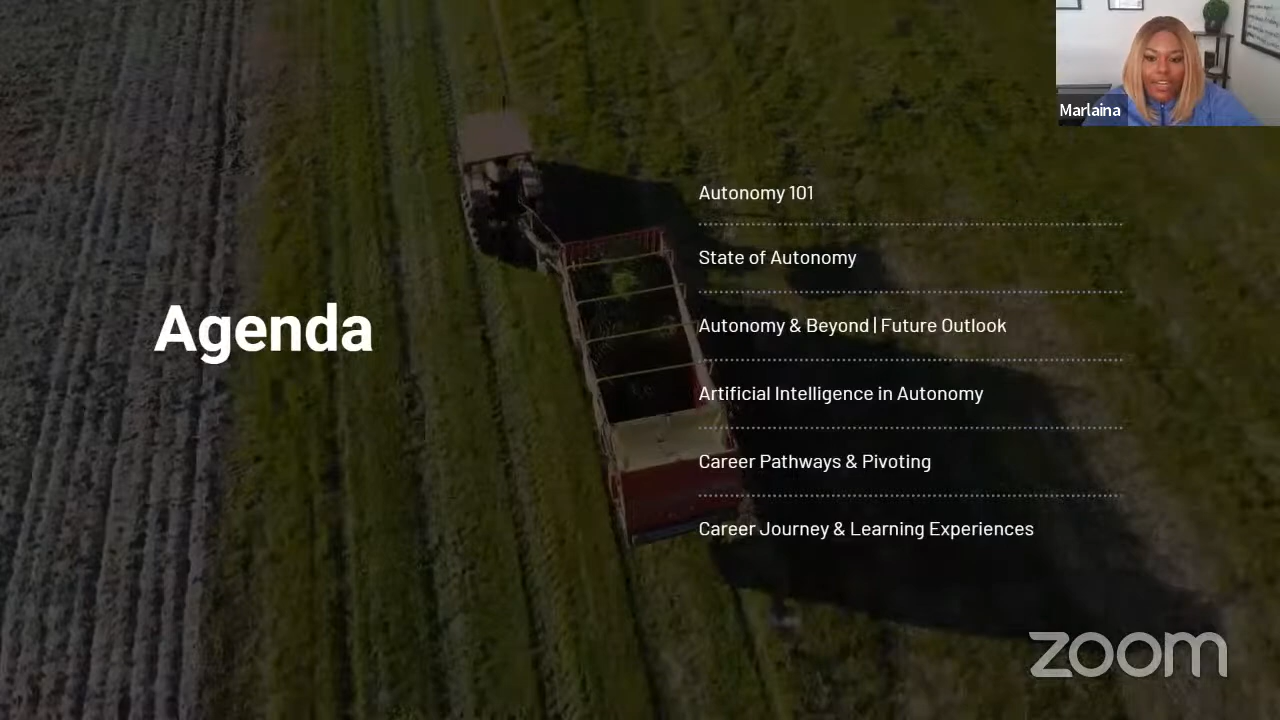 Marlaina
Autonomy 101
State of Autonomy
Autonomy & Beyond | Future Outlook
Agenda
Artificial Intelligence in Autonomy
Career Pathways & Pivoting
Career Journey & Learning Experiences
zoom